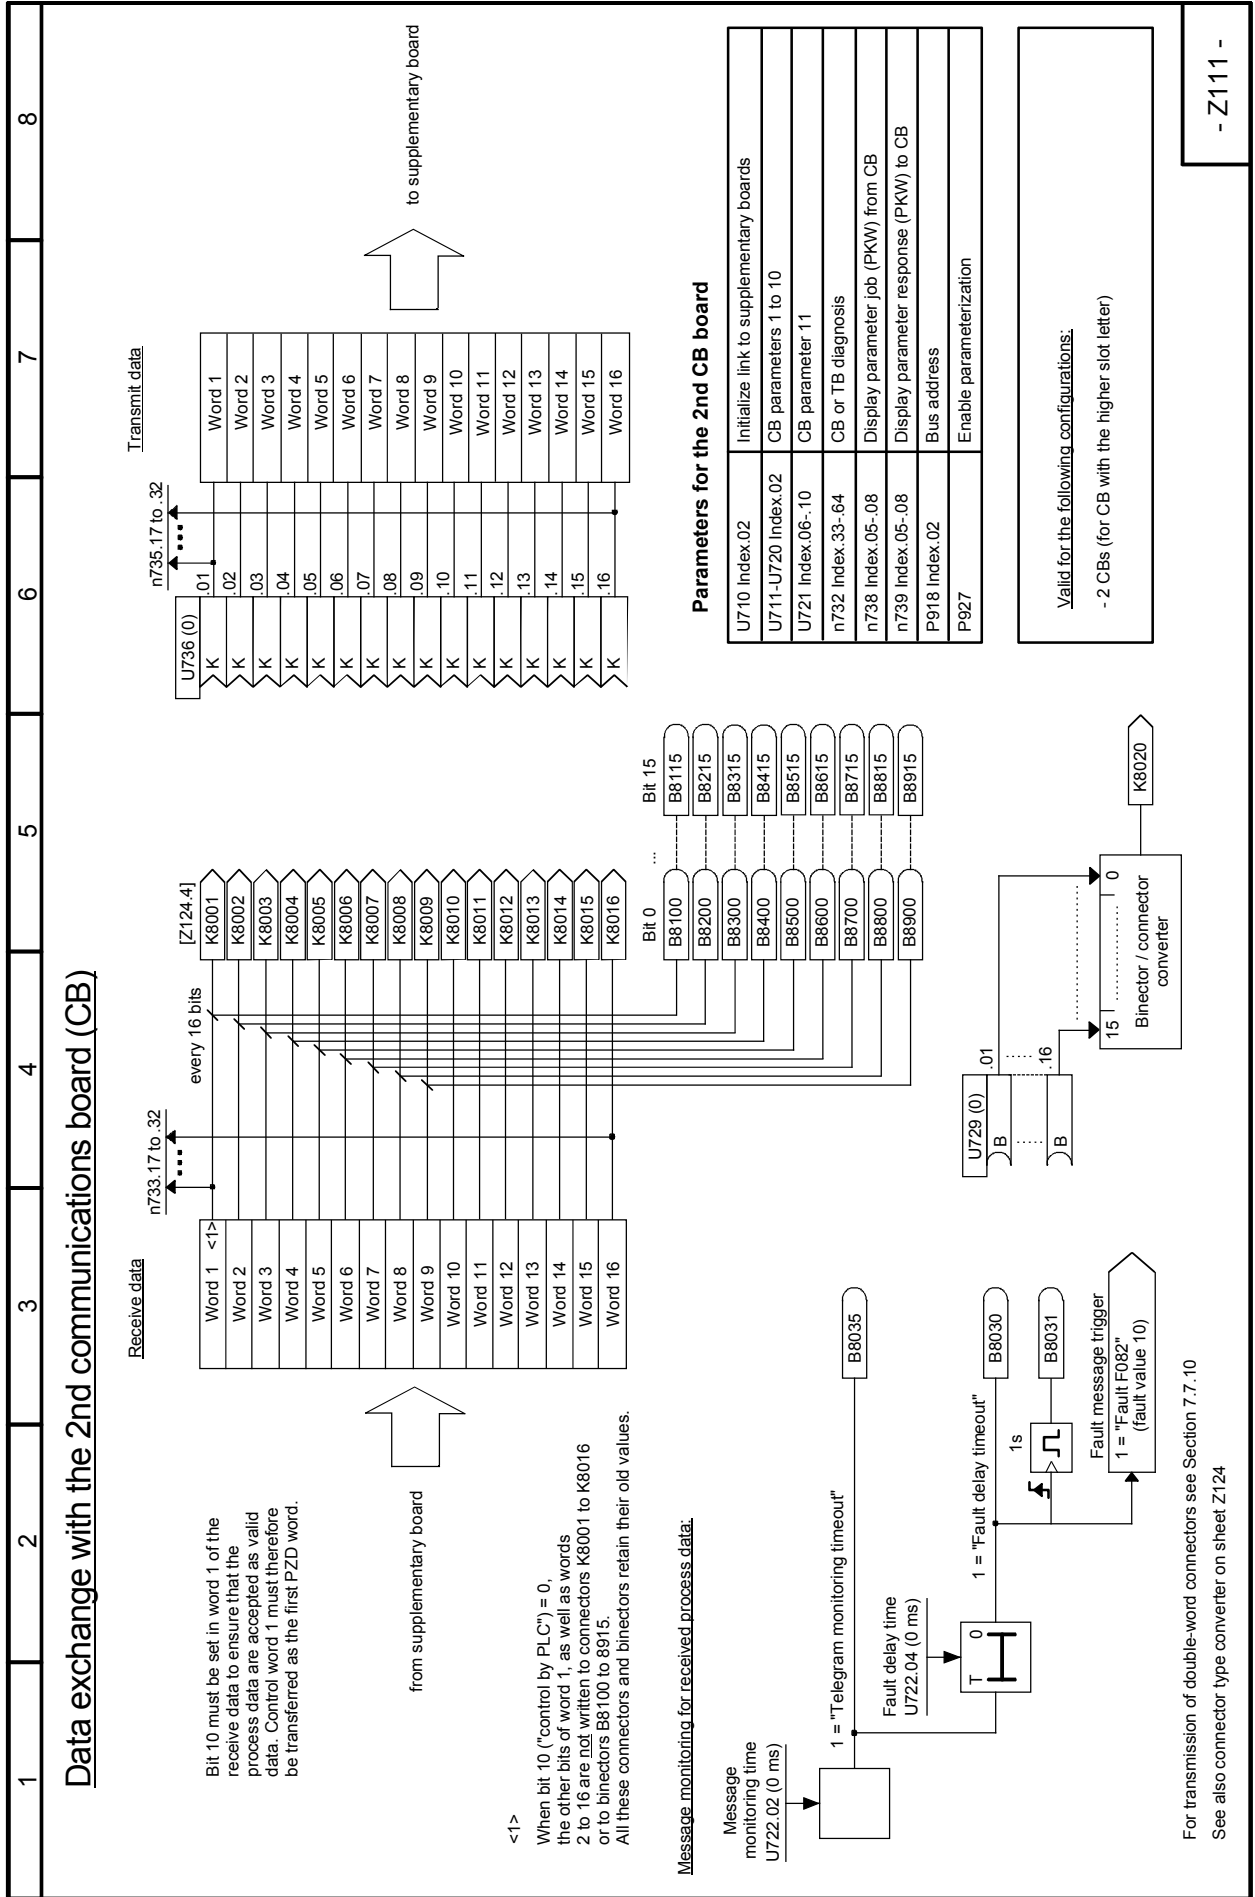 1 2 3 4 5 6 7 8
Data exchange with the 2nd communications board (CB)
Bit 10 must be set in word 1 of the
receive data to ensure that the
process data are accepted as valid
data. Control word 1 must therefore
be transferred as the first PZD word.
from supplementary board
<1>
When bit 10 ("control by PLC") = 0,
the other bits of word 1, as well as words
2 to 16 are not written to connectors K8001 to K8016
or to binectors B8100 to 8915.
All these connectors and binectors retain their old values.
Receive data
Word 1 <1>
Word 2
Word 3
Word 4
Word 5
Word 6
Word 7
Word 8
Word 9
Word 10
Word 11
Word 12
Word 13
Word 14
Word 15
Word 16
n733.17 to .32
every 16 bits
[Z124.4]
K8001
K8002
K8003
K8004
K8005
K8006
K8007
K8008
K8009
K8010
K8011
K8012
K8013
K8014
K8015
K8016
Bit 0 ... Bit 15
B8100 B8115
B8200 B8215
B8300 B8315
B8400 B8415
B8500 B8515
B8600 B8615
B8700 B8715
B8800 B8815
B8900 B8915
Transmit data
n735.17 to .32
U736 (0)
K .01 Word 1
K .02 Word 2
K .03 Word 3
K .04 Word 4
K .05 Word 5
K .06 Word 6
K .07 Word 7
K .08 Word 8
K .09 Word 9
K .10 Word 10
K .11 Word 11
K .12 Word 12
K .13 Word 13
K .14 Word 14
K .15 Word 15
K .16 Word 16
to supplementary board
Message monitoring for received process data:
Message
monitoring time
U722.02 (0 ms)
1 = "Telegram monitoring timeout"
B8035
Fault delay time
U722.04 (0 ms)
T 0
1 = "Fault delay timeout"
B8030
1s
B8031
Fault message trigger
1 = "Fault F082"
(fault value 10)
U729 (0)
B .01
..... .....
B .16
15 ............ 0
Binector / connector
converter
K8020
Parameters for the 2nd CB board
U710 Index.02 Initialize link to supplementary boards
U711-U720 Index.02 CB parameters 1 to 10
U721 Index.06-.10 CB parameter 11
n732 Index.33-.64 CB or TB diagnosis
n738 Index.05-.08 Display parameter job (PKW) from CB
n739 Index.05-.08 Display parameter response (PKW) to CB
P918 Index.02 Bus address
P927 Enable parameterization
Valid for the following configurations:
- 2 CBs (for CB with the higher slot letter)
For transmission of double-word connectors see Section 7.7.10
See also connector type converter on sheet Z124
- Z111 -